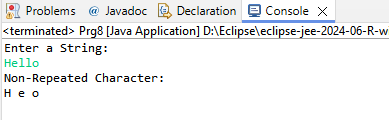 Problems @ Javadoc Declaration Console ×
<terminated> Prg8 [Java Application] D:\Eclipse\eclipse-jee-2024-06-R-w
Enter a String:
Hello
Non-Repeated Character:
H e o